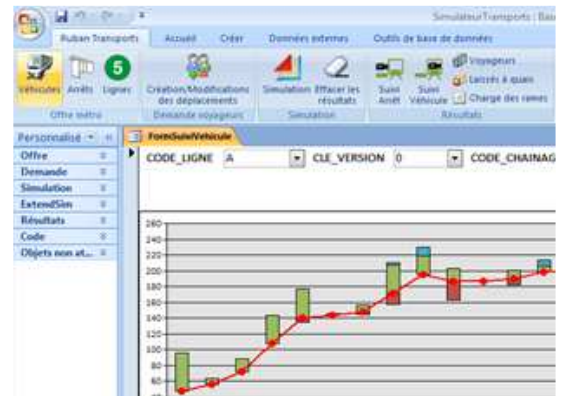 SimulateurTransports : Bas
Ruban Transports Accueil Créer Données externes Outils de base de données
5
Véhicules Arrêts Lignes
Création/Modifications des déplacements
Simulation Effacer les résultats
Suivi Arrêt Suivi Véhicule
Voyageurs
Laissés à quais
Charge des rames
Offre métro Demande voyageurs Simulation Résultats
Personnalisé
FormSuiviVehicule
Offre
Demande
Simulation
ExtendSim
Résultats
Code
Objets non at...
CODE_LIGNE A CLE_VERSION 0 CODE_CHAINAG
260
240
220
200
180
160
140
120
100
80
60
40